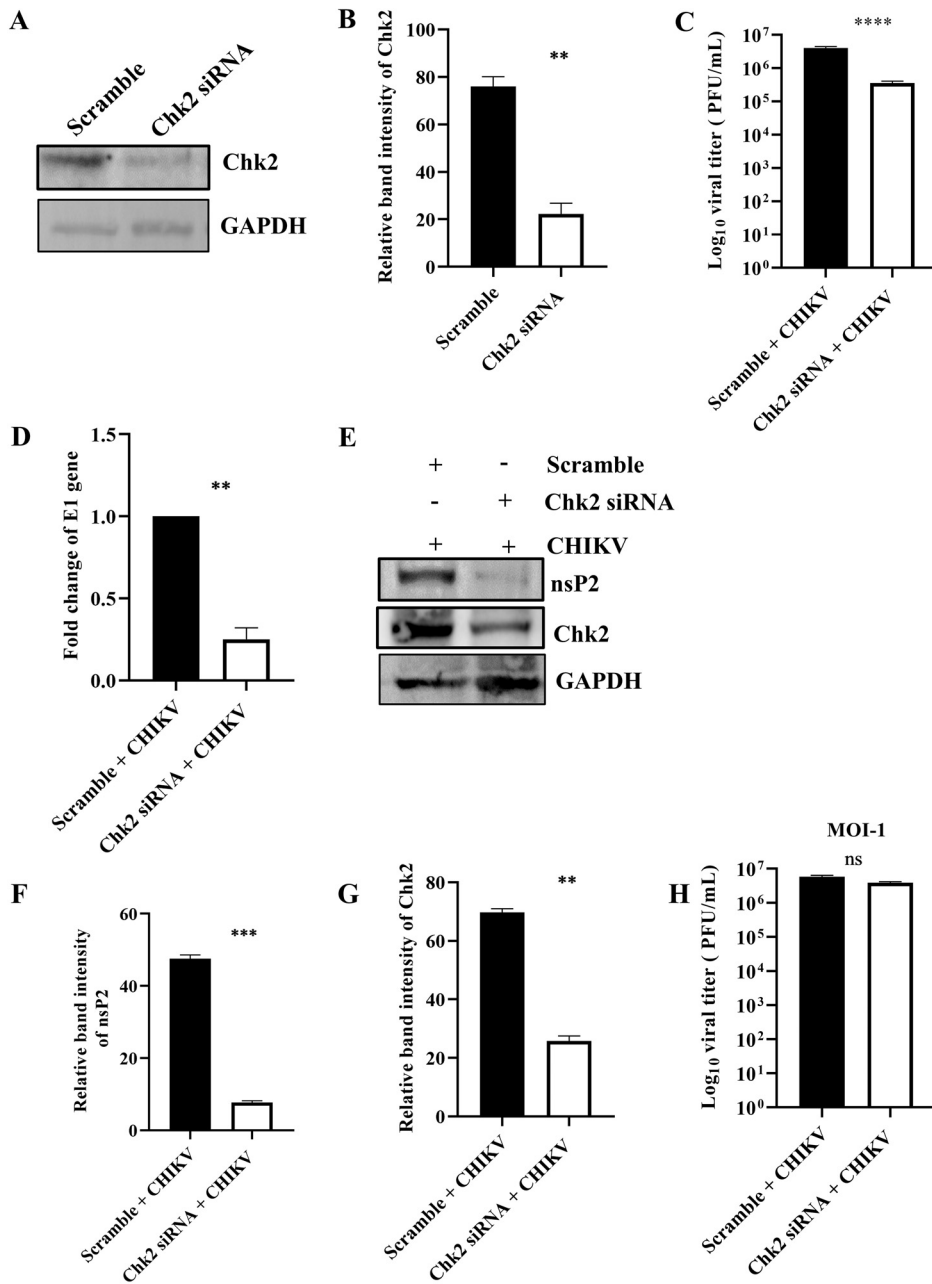 A
Scramble
Chk2 siRNA
Chk2
GAPDH
B
Relative band intensity of Chk2
100
80
60
40
20
0
**
Scramble
Chk2 siRNA
C
Log10 viral titer ( PFU/mL)
10^7
10^6
10^5
10^4
10^3
10^2
10^1
10^0
****
Scramble + CHIKV
Chk2 siRNA + CHIKV
D
Fold change of E1 gene
1.5
1.0
0.5
0.0
**
Scramble + CHIKV
Chk2 siRNA + CHIKV
E
+ - Scramble
- + Chk2 siRNA
+ + CHIKV
nsP2
Chk2
GAPDH
F
Relative band intensity
of nsP2
60
40
20
0
***
Scramble + CHIKV
Chk2 siRNA + CHIKV
G
Relative band intensity of Chk2
80
60
40
20
0
**
Scramble + CHIKV
Chk2 siRNA + CHIKV
H
MOI-1
ns
Log10 viral titer ( PFU/mL)
10^7
10^6
10^5
10^4
10^3
10^2
10^1
10^0
Scramble + CHIKV
Chk2 siRNA + CHIKV